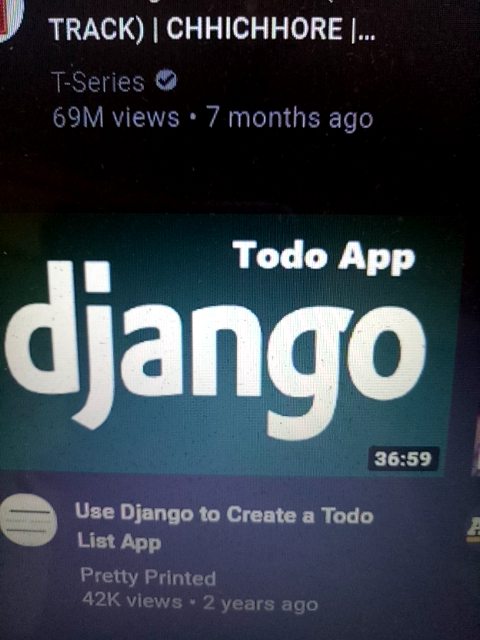 TRACK) | CHHICHHORE |...
T-Series
69M views • 7 months ago
Todo App
django
36:59
Use Django to Create a Todo
List App
Pretty Printed
42K views • 2 years ago